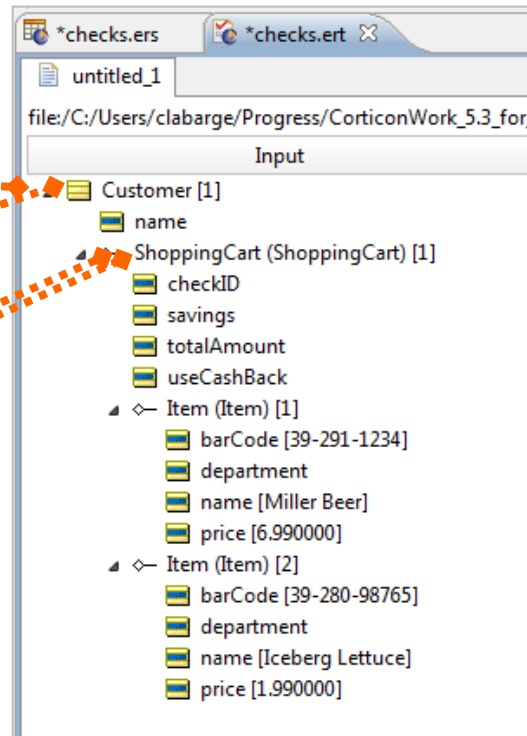 *checks.ers *checks.ert
untitled_1
file:/C:/Users/clabarge/Progress/CorticonWork_5.3_for_
Input
Customer [1]
name
ShoppingCart (ShoppingCart) [1]
checkID
savings
totalAmount
useCashBack
Item (Item) [1]
barCode [39-291-1234]
department
name [Miller Beer]
price [6.990000]
Item (Item) [2]
barCode [39-280-98765]
department
name [Iceberg Lettuce]
price [1.990000]